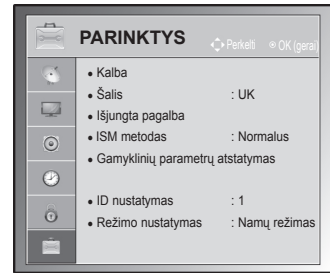 PARINKTYS
Perkelti OK (gerai)
• Kalba
• Šalis : UK
• Išjungta pagalba
• ISM metodas : Normalus
• Gamyklinių parametrų atstatymas
• ID nustatymas : 1
• Režimo nustatymas : Namų režimas